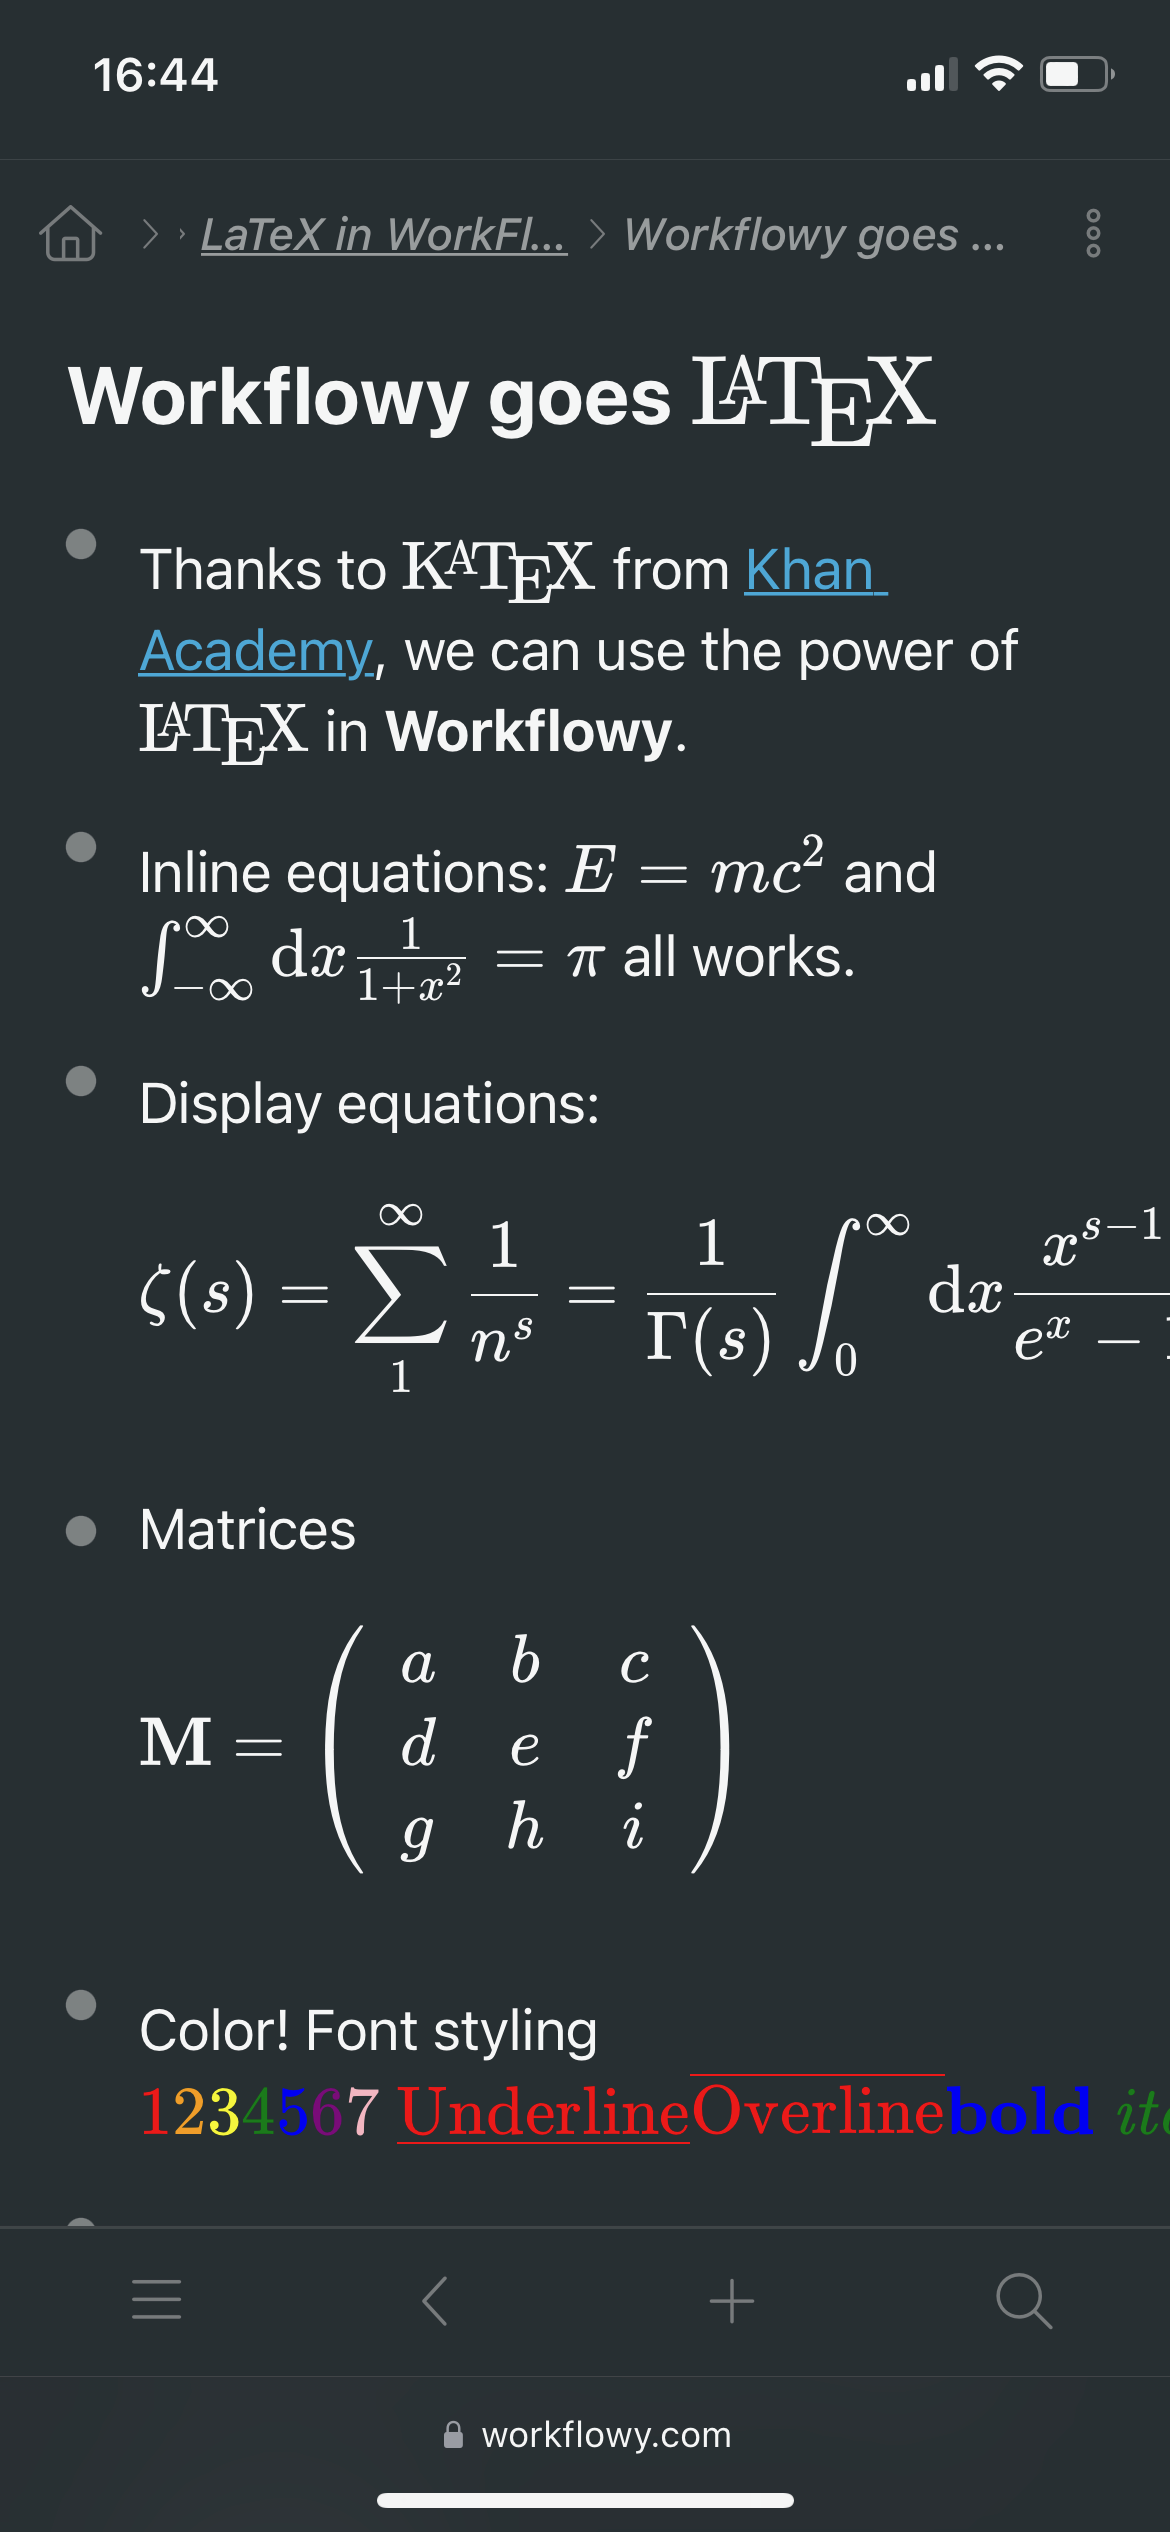 16:44
LaTeX in WorkFl... Workflowy goes ...
Workflowy goes LATEX
Thanks to KATEX from Khan
Academy, we can use the power of
LATEX in Workflowy.
Inline equations: E = mc² and
∫_{-∞}^{∞} dx 1/(1+x²) = π all works.
Display equations:
ζ(s) = ∑_{1}^{∞} 1/n^s = 1/Γ(s) ∫_{0}^{∞} dx x^{s−1}/(e^x −
Matrices
a b c
M = ( d e f )
g h i
Color! Font styling
1234567 UnderlineOverlinebold it
workflowy.com